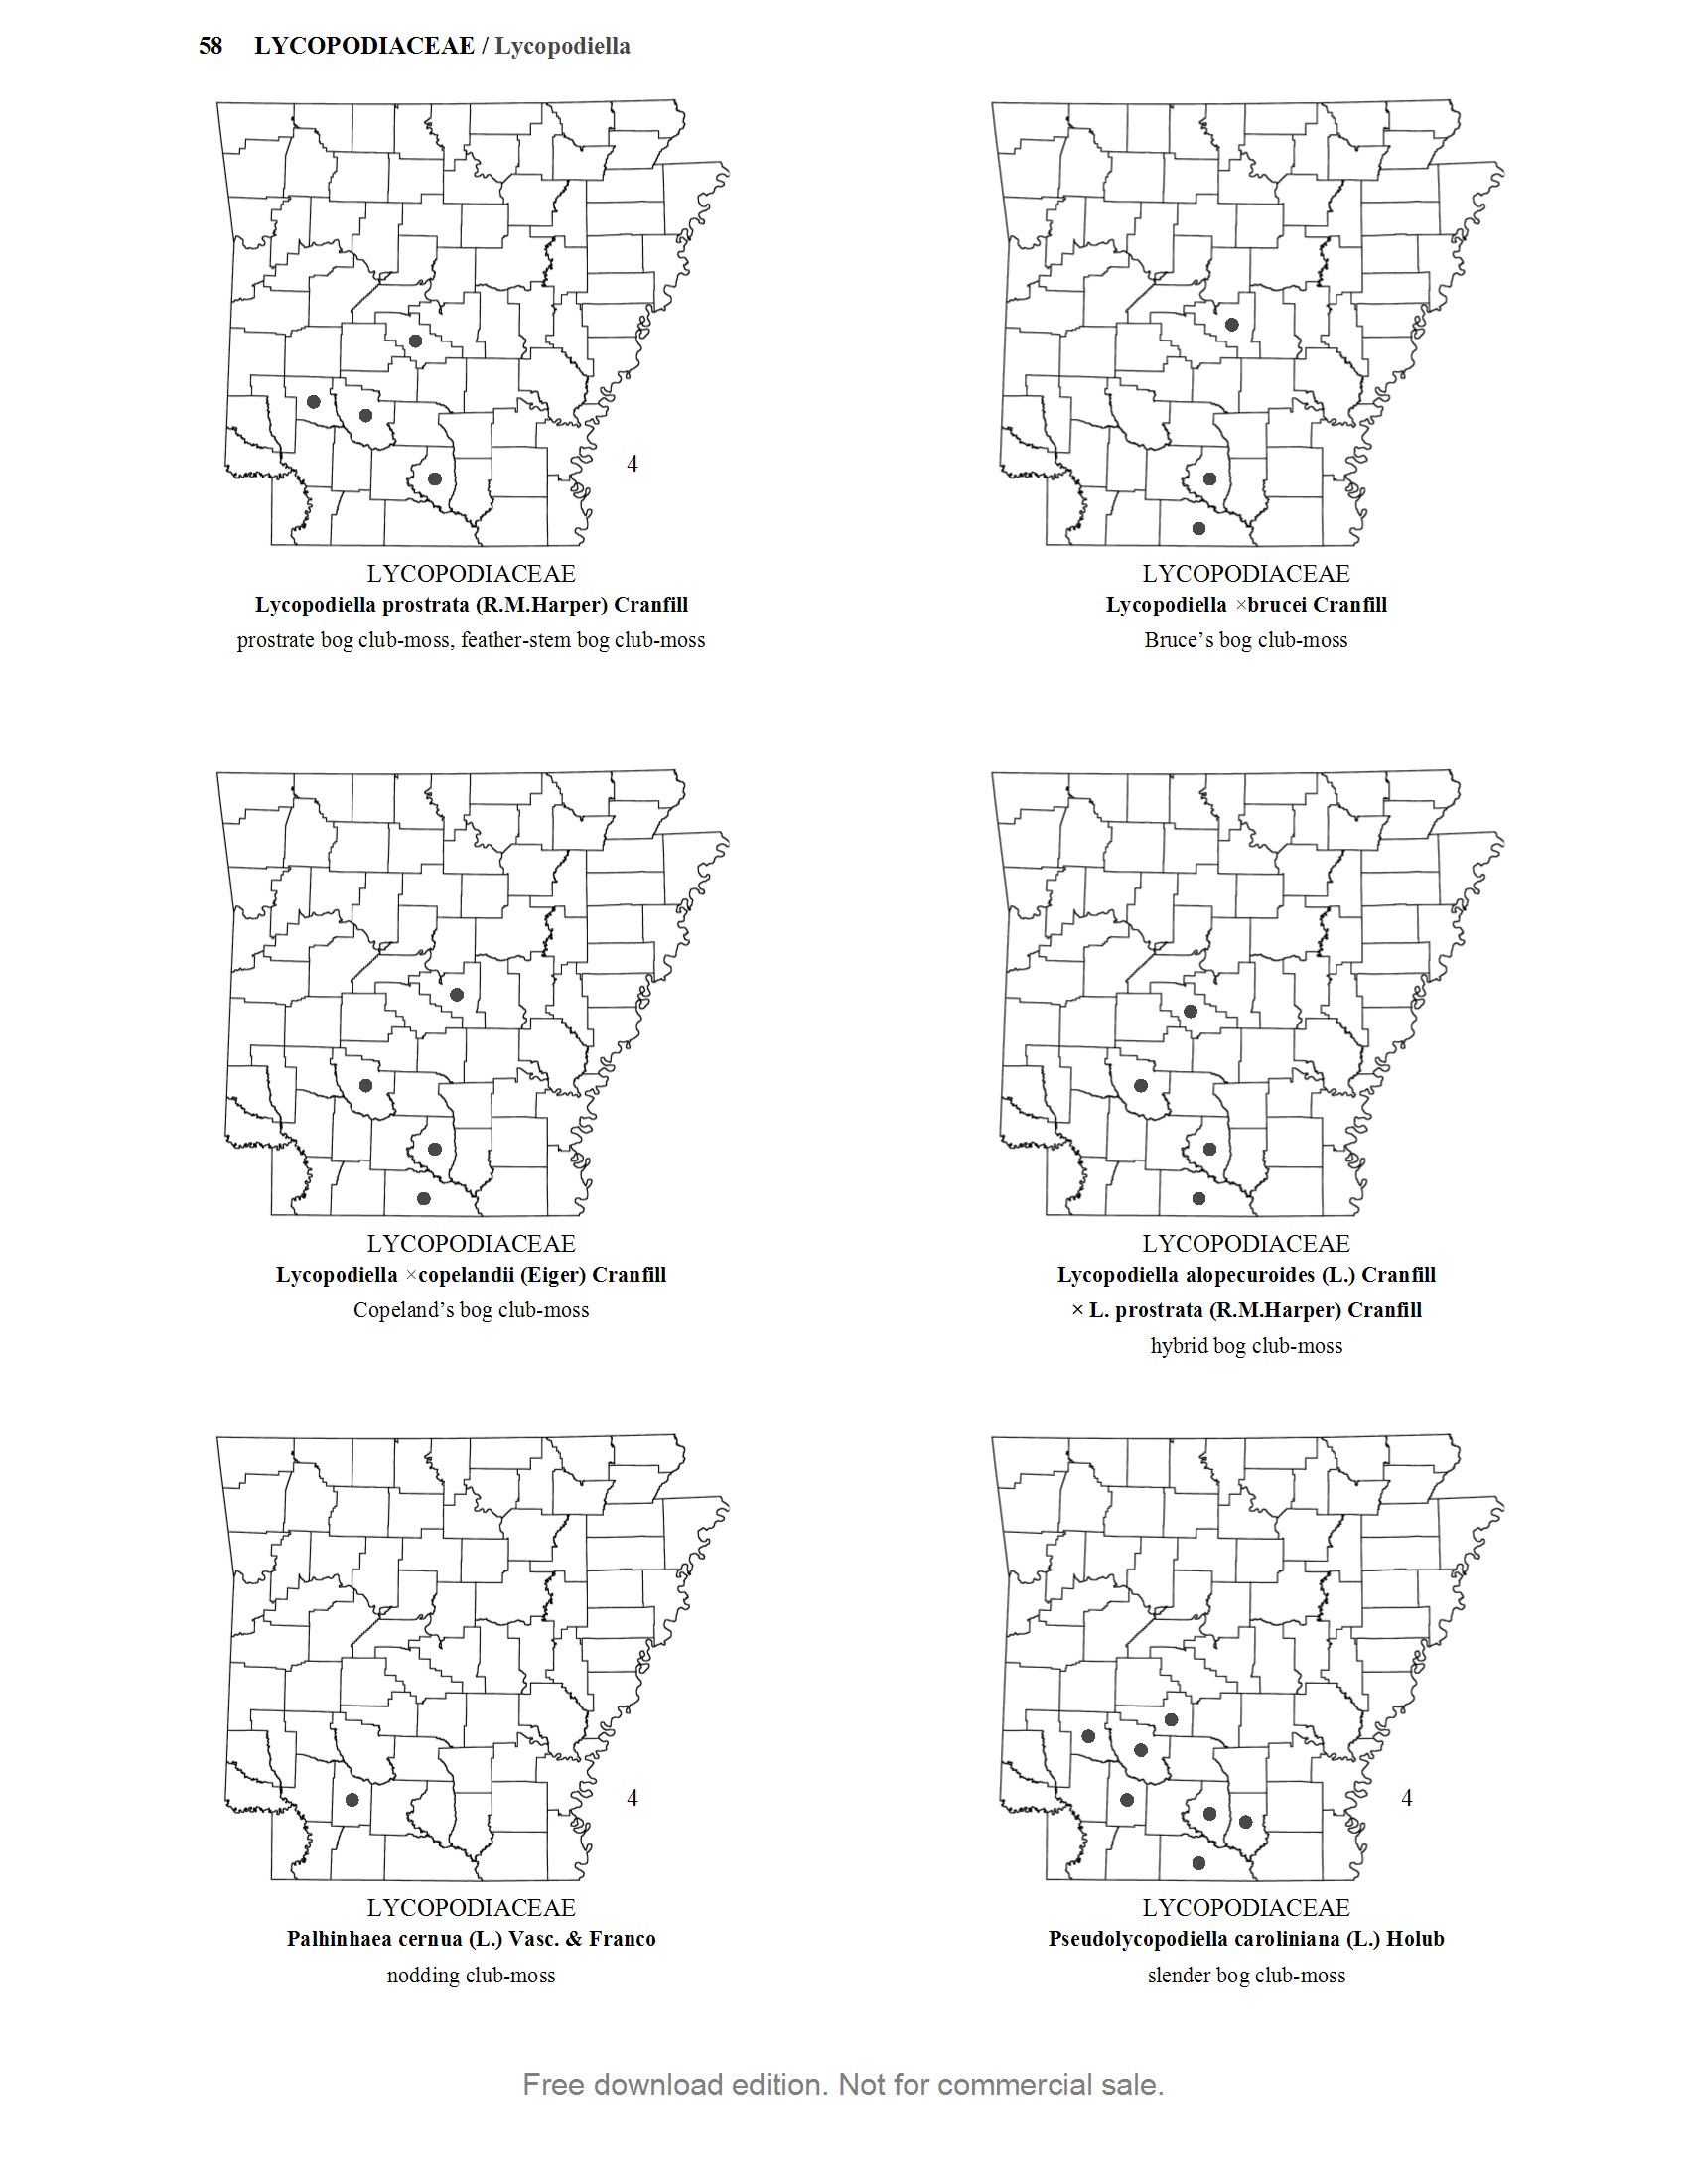 58 LYCOPODIACEAE / Lycopodiella
4
LYCOPODIACEAE
Lycopodiella prostrata (R.M.Harper) Cranfill
prostrate bog club-moss, feather-stem bog club-moss
LYCOPODIACEAE
Lycopodiella ×brucei Cranfill
Bruce’s bog club-moss
LYCOPODIACEAE
Lycopodiella ×copelandii (Eiger) Cranfill
Copeland’s bog club-moss
LYCOPODIACEAE
Lycopodiella alopecuroides (L.) Cranfill
× L. prostrata (R.M.Harper) Cranfill
hybrid bog club-moss
4
LYCOPODIACEAE
Palhinhaea cernua (L.) Vasc. & Franco
nodding club-moss
4
LYCOPODIACEAE
Pseudolycopodiella caroliniana (L.) Holub
slender bog club-moss
Free download edition. Not for commercial sale.